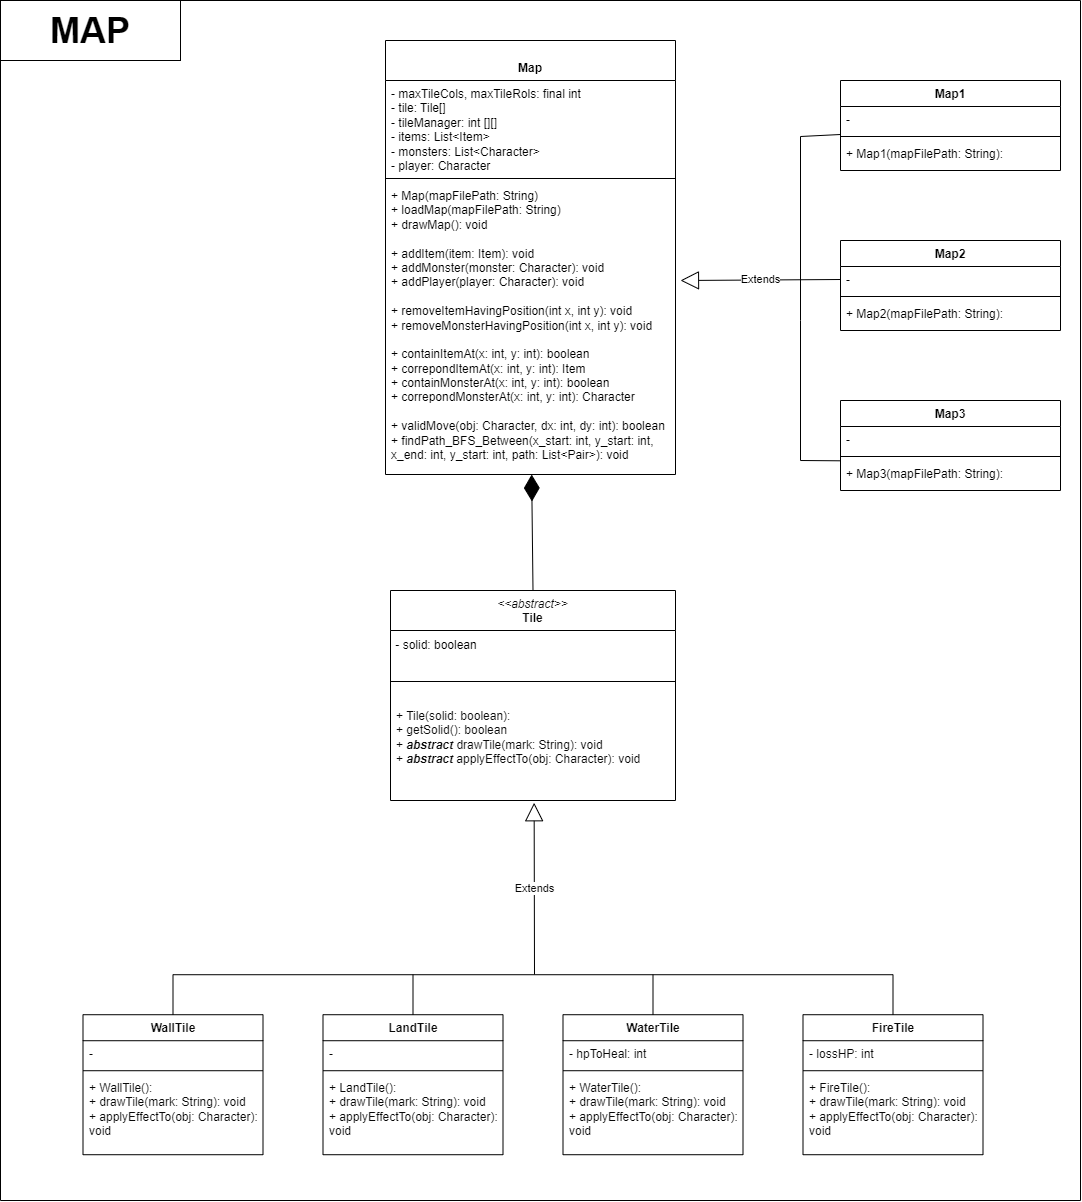 MAP
Map
- maxTileCols, maxTileRols: final int
- tile: Tile[]
- tileManager: int [][]
- items: List<Item>
- monsters: List<Character>
- player: Character
+ Map(mapFilePath: String)
+ loadMap(mapFilePath: String)
+ drawMap(): void
+ addItem(item: Item): void
+ addMonster(monster: Character): void
+ addPlayer(player: Character): void
+ removeItemHavingPosition(int x, int y): void
+ removeMonsterHavingPosition(int x, int y): void
+ containItemAt(x: int, y: int): boolean
+ correpondItemAt(x: int, y: int): Item
+ containMonsterAt(x: int, y: int): boolean
+ correpondMonsterAt(x: int, y: int): Character
+ validMove(obj: Character, dx: int, dy: int): boolean
+ findPath_BFS_Between(x_start: int, y_start: int,
x_end: int, y_start: int, path: List<Pair>): void
Extends
Map1
-
+ Map1(mapFilePath: String):
Map2
-
+ Map2(mapFilePath: String):
Map3
-
+ Map3(mapFilePath: String):
<<abstract>>
Tile
- solid: boolean
+ Tile(solid: boolean):
+ getSolid(): boolean
+ abstract drawTile(mark: String): void
+ abstract applyEffectTo(obj: Character): void
Extends
WallTile
-
+ WallTile():
+ drawTile(mark: String): void
+ applyEffectTo(obj: Character):
void
LandTile
-
+ LandTile():
+ drawTile(mark: String): void
+ applyEffectTo(obj: Character):
void
WaterTile
- hpToHeal: int
+ WaterTile():
+ drawTile(mark: String): void
+ applyEffectTo(obj: Character):
void
FireTile
- lossHP: int
+ FireTile():
+ drawTile(mark: String): void
+ applyEffectTo(obj: Character):
void